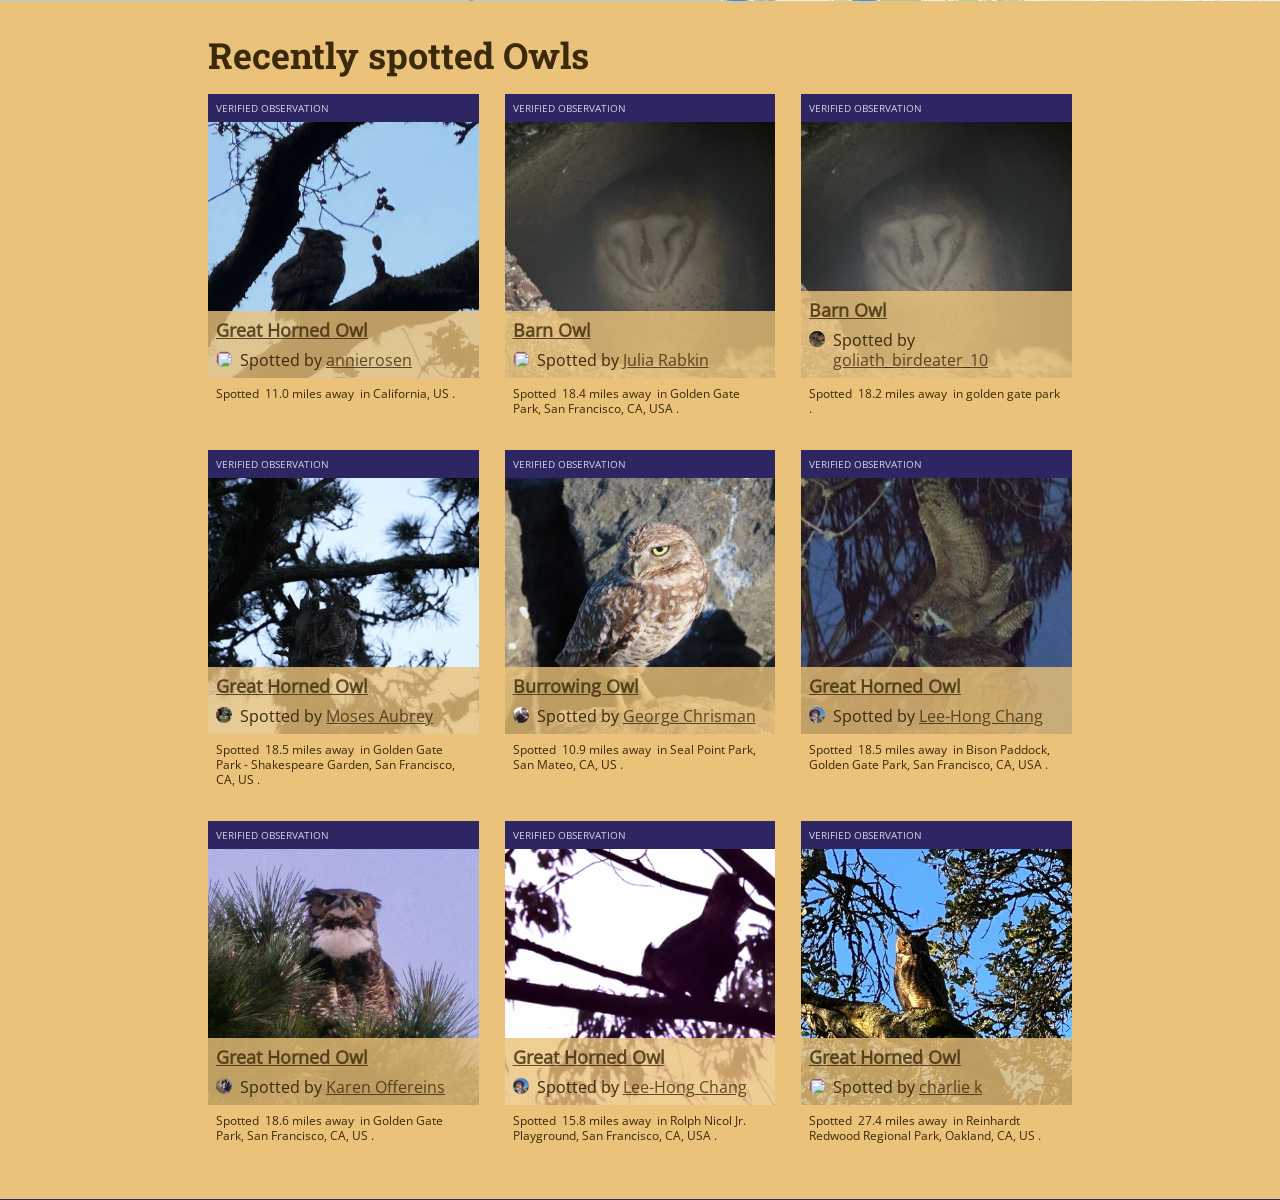 Recently spotted Owls
VERIFIED OBSERVATION
Great Horned Owl
Spotted by annierosen
Spotted 11.0 miles away in California, US .
VERIFIED OBSERVATION
Barn Owl
Spotted by Julia Rabkin
Spotted 18.4 miles away in Golden Gate
Park, San Francisco, CA, USA .
VERIFIED OBSERVATION
Barn Owl
Spotted by
goliath_birdeater_10
Spotted 18.2 miles away in golden gate park
.
VERIFIED OBSERVATION
Great Horned Owl
Spotted by Moses Aubrey
Spotted 18.5 miles away in Golden Gate
Park - Shakespeare Garden, San Francisco,
CA, US .
VERIFIED OBSERVATION
Burrowing Owl
Spotted by George Chrisman
Spotted 10.9 miles away in Seal Point Park,
San Mateo, CA, US .
VERIFIED OBSERVATION
Great Horned Owl
Spotted by Lee-Hong Chang
Spotted 18.5 miles away in Bison Paddock,
Golden Gate Park, San Francisco, CA, USA .
VERIFIED OBSERVATION
Great Horned Owl
Spotted by Karen Offereins
Spotted 18.6 miles away in Golden Gate
Park, San Francisco, CA, US .
VERIFIED OBSERVATION
Great Horned Owl
Spotted by Lee-Hong Chang
Spotted 15.8 miles away in Rolph Nicol Jr.
Playground, San Francisco, CA, USA .
VERIFIED OBSERVATION
Great Horned Owl
Spotted by charlie k
Spotted 27.4 miles away in Reinhardt
Redwood Regional Park, Oakland, CA, US .